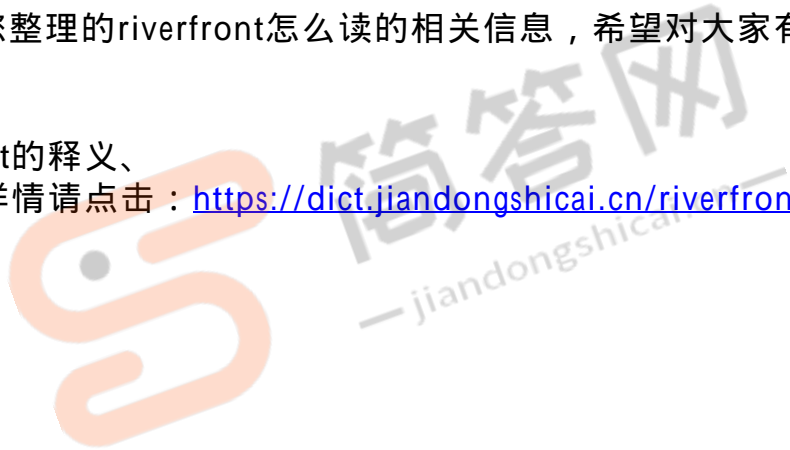 整理的riverfront怎么读的相关信息，希望对大家有
t的释义、
情请点击：https://dict.jiandongshicai.cn/riverfron
简答网
jiandongshicai.cn